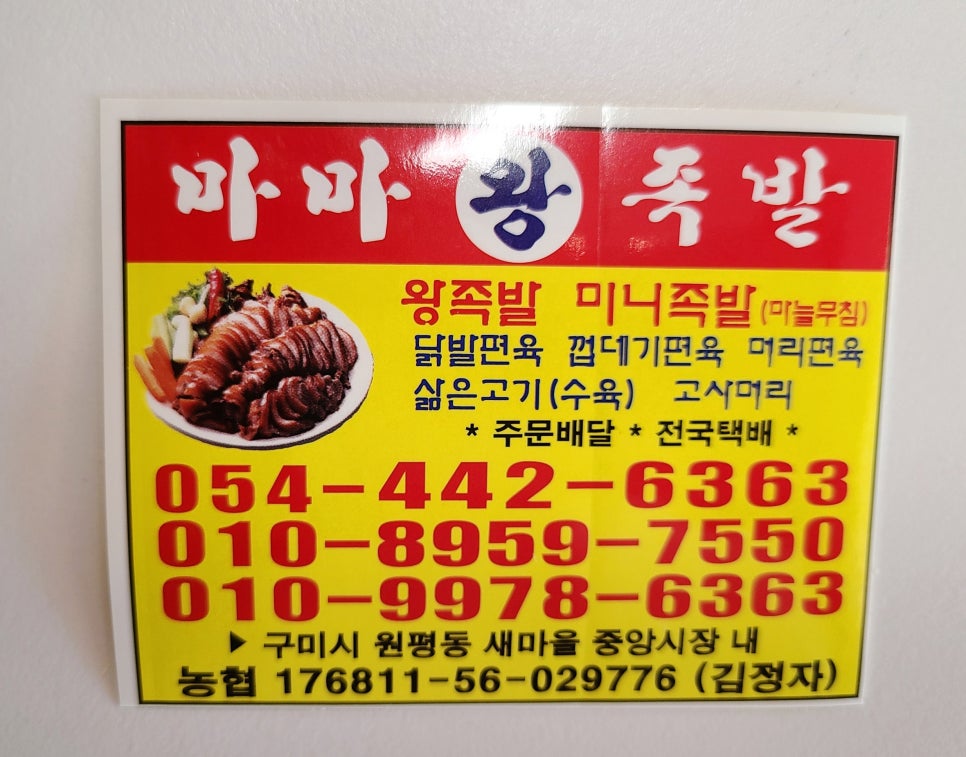 마마왕족발
왕족발 미니족발(마늘무침)
닭발편육 껍데기편육 머리편육
삶은고기(수육) 고사머리
* 주문배달 * 전국택배 *
054-442-6363
010-8959-7550
010-9978-6363
▶ 구미시 원평동 새마을 중앙시장 내
농협 176811-56-029776 (김정자)